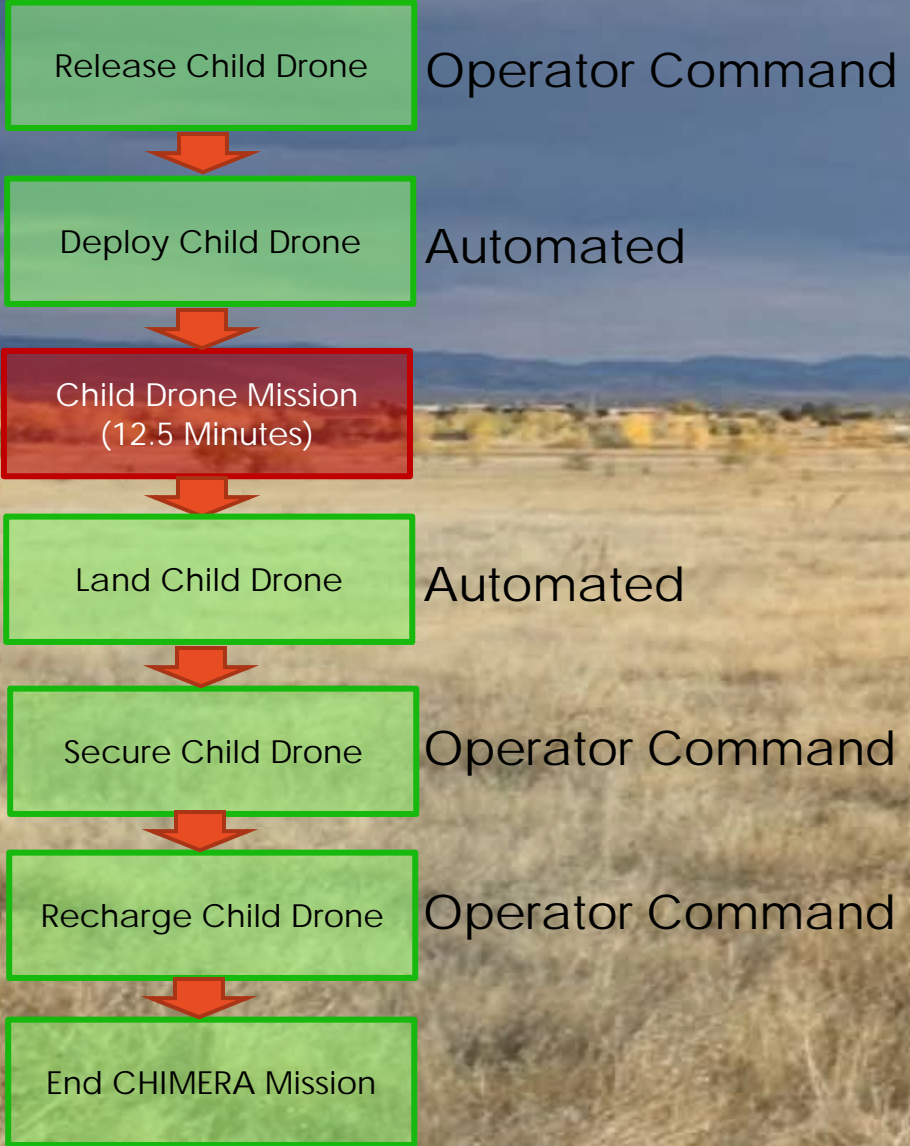 Release Child Drone Operator Command
Deploy Child Drone Automated
Child Drone Mission
(12.5 Minutes)
Land Child Drone Automated
Secure Child Drone Operator Command
Recharge Child Drone Operator Command
End CHIMERA Mission